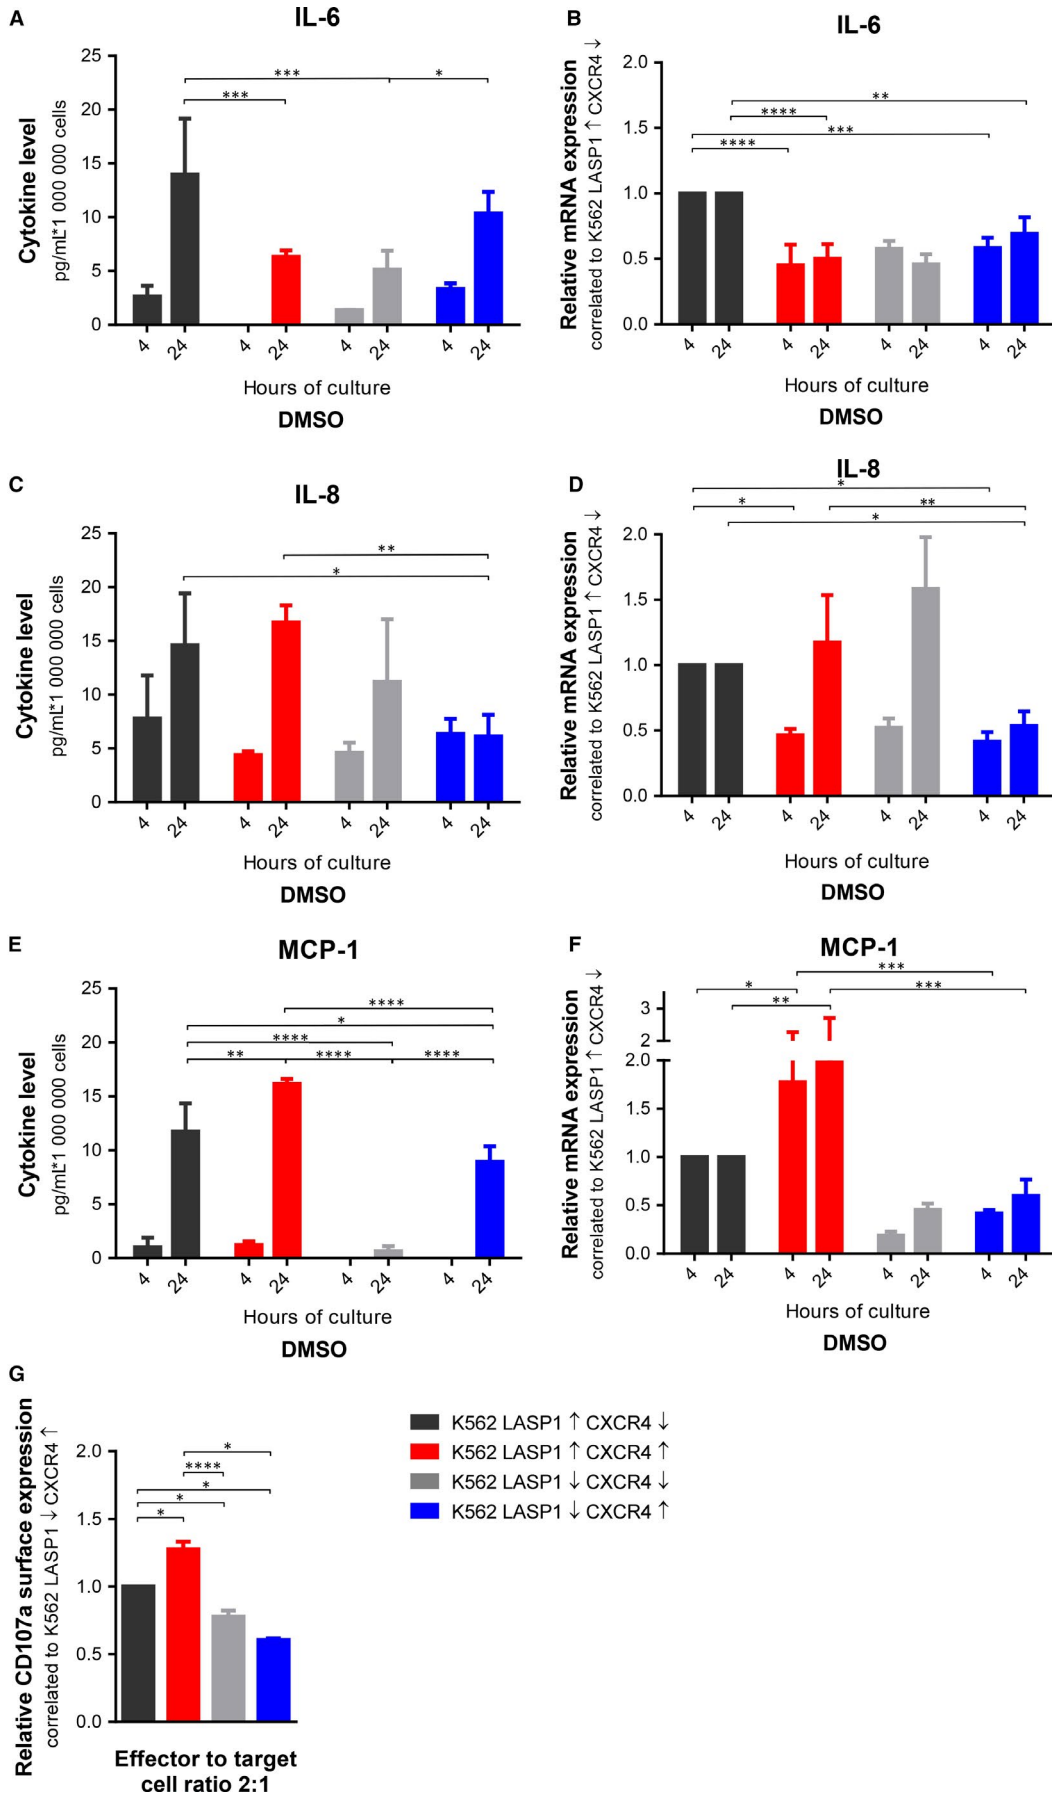 A
IL-6
Cytokine level
pg/mL*1 000 000 cells
25
20
15
10
5
0
***
*
***
4 24 4 24 4 24 4 24
Hours of culture
DMSO
B
IL-6
Relative mRNA expression
correlated to K562 LASP1 ↑ CXCR4 ↓
2.0
1.5
1.0
0.5
0.0
**
****
***
****
4 24 4 24 4 24 4 24
Hours of culture
DMSO
C
IL-8
Cytokine level
pg/mL*1 000 000 cells
25
20
15
10
5
0
**
*
4 24 4 24 4 24 4 24
Hours of culture
DMSO
D
IL-8
Relative mRNA expression
correlated to K562 LASP1 ↑ CXCR4 ↓
2.0
1.5
1.0
0.5
0.0
*
* **
*
4 24 4 24 4 24 4 24
Hours of culture
DMSO
E
MCP-1
Cytokine level
pg/mL*1 000 000 cells
25
20
15
10
5
0
****
*
****
** **** ****
4 24 4 24 4 24 4 24
Hours of culture
DMSO
F
MCP-1
Relative mRNA expression
correlated to K562 LASP1 ↑ CXCR4 ↓
3
2
2.0
1.5
1.0
0.5
0.0
***
* ***
**
4 24 4 24 4 24 4 24
Hours of culture
DMSO
G
Relative CD107a surface expression
correlated to K562 LASP1 ↓ CXCR4 ↑
2.0
1.5
1.0
0.5
0.0
*
****
*
*
*
Effector to target
cell ratio 2:1
K562 LASP1 ↑ CXCR4 ↓
K562 LASP1 ↑ CXCR4 ↑
K562 LASP1 ↓ CXCR4 ↓
K562 LASP1 ↓ CXCR4 ↑